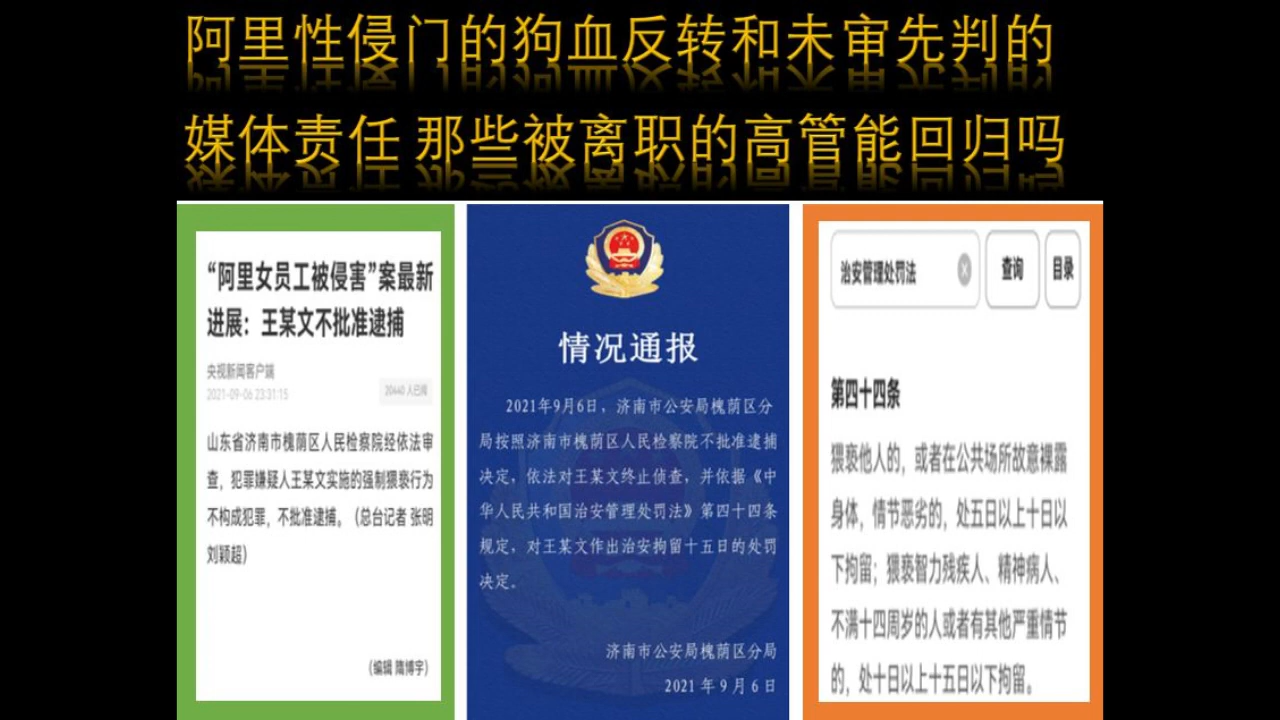 阿里性侵门的狗血反转和未审先判的
媒体责任 那些被离职的高管能回归吗
“阿里女员工被侵害”案最新
进展：王某文不批准逮捕
央视新闻客户端
2021-09-06 23:31:15
20440 人已阅
山东省济南市槐荫区人民检察院经依法审
查，犯罪嫌疑人王某文实施的强制猥亵行为
不构成犯罪，不批准逮捕。（总台记者 张明
刘颖超）
（编辑 隋博宇）
情况通报
2021年9月6日，济南市公安局槐荫区分
局按照济南市槐荫区人民检察院不批准逮捕
决定，依法对王某文终止侦查，并依据《中
华人民共和国治安管理处罚法》第四十四条
规定，对王某文作出治安拘留十五日的处罚
决定。
济南市公安局槐荫区分局
2021 年 9 月 6 日
治安管理处罚法
查询
目录
第四十四条
猥亵他人的，或者在公共场所故意裸露
身体，情节恶劣的，处五日以上十日以
下拘留；猥亵智力残疾人、精神病人、
不满十四周岁的人或者有其他严重情节
的，处十日以上十五日以下拘留。